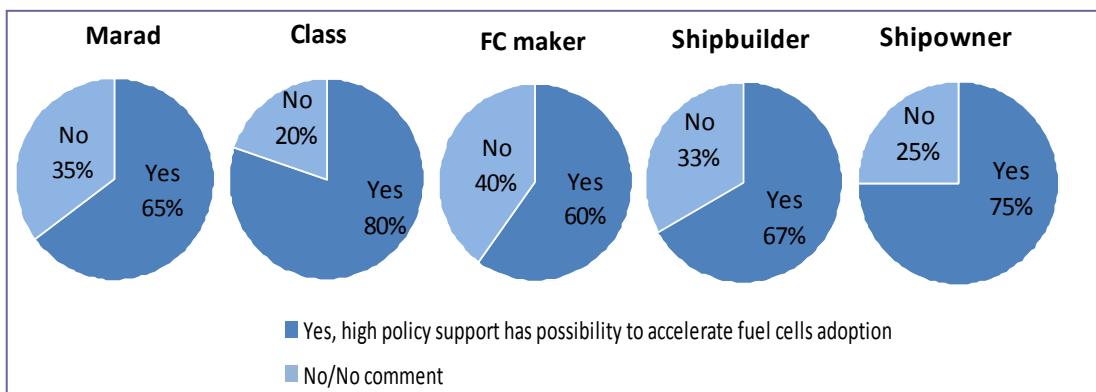 Marad
Class
FC maker
Shipbuilder
Shipowner
No
35%
Yes
65%
No
20%
Yes
80%
No
40%
Yes
60%
No
33%
Yes
67%
No
25%
Yes
75%
Yes, high policy support has possibility to accelerate fuel cells adoption
No/No comment